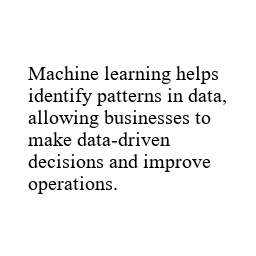 Machine learning helps
identify patterns in data,
allowing businesses to
make data-driven
decisions and improve
operations.